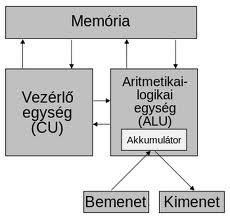 Memória
Vezérlő
egység
(CU)
Aritmetikai-
logikai
egység
(ALU)
Akkumulátor
Bemenet
Kimenet